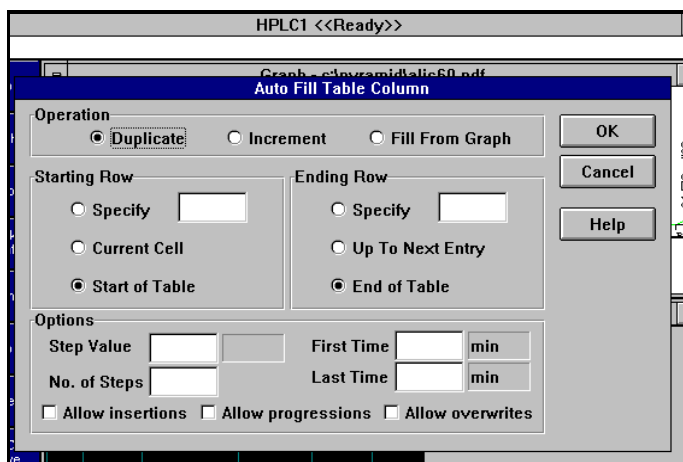 HPLC1 <<Ready>>
Graph - c:\pyramid\alis60.pdf
Auto Fill Table Column
Operation
Duplicate Increment Fill From Graph
OK
Cancel
Help
Starting Row
Specify
Current Cell
Start of Table
Ending Row
Specify
Up To Next Entry
End of Table
Options
Step Value First Time min
No. of Steps Last Time min
Allow insertions Allow progressions Allow overwrites